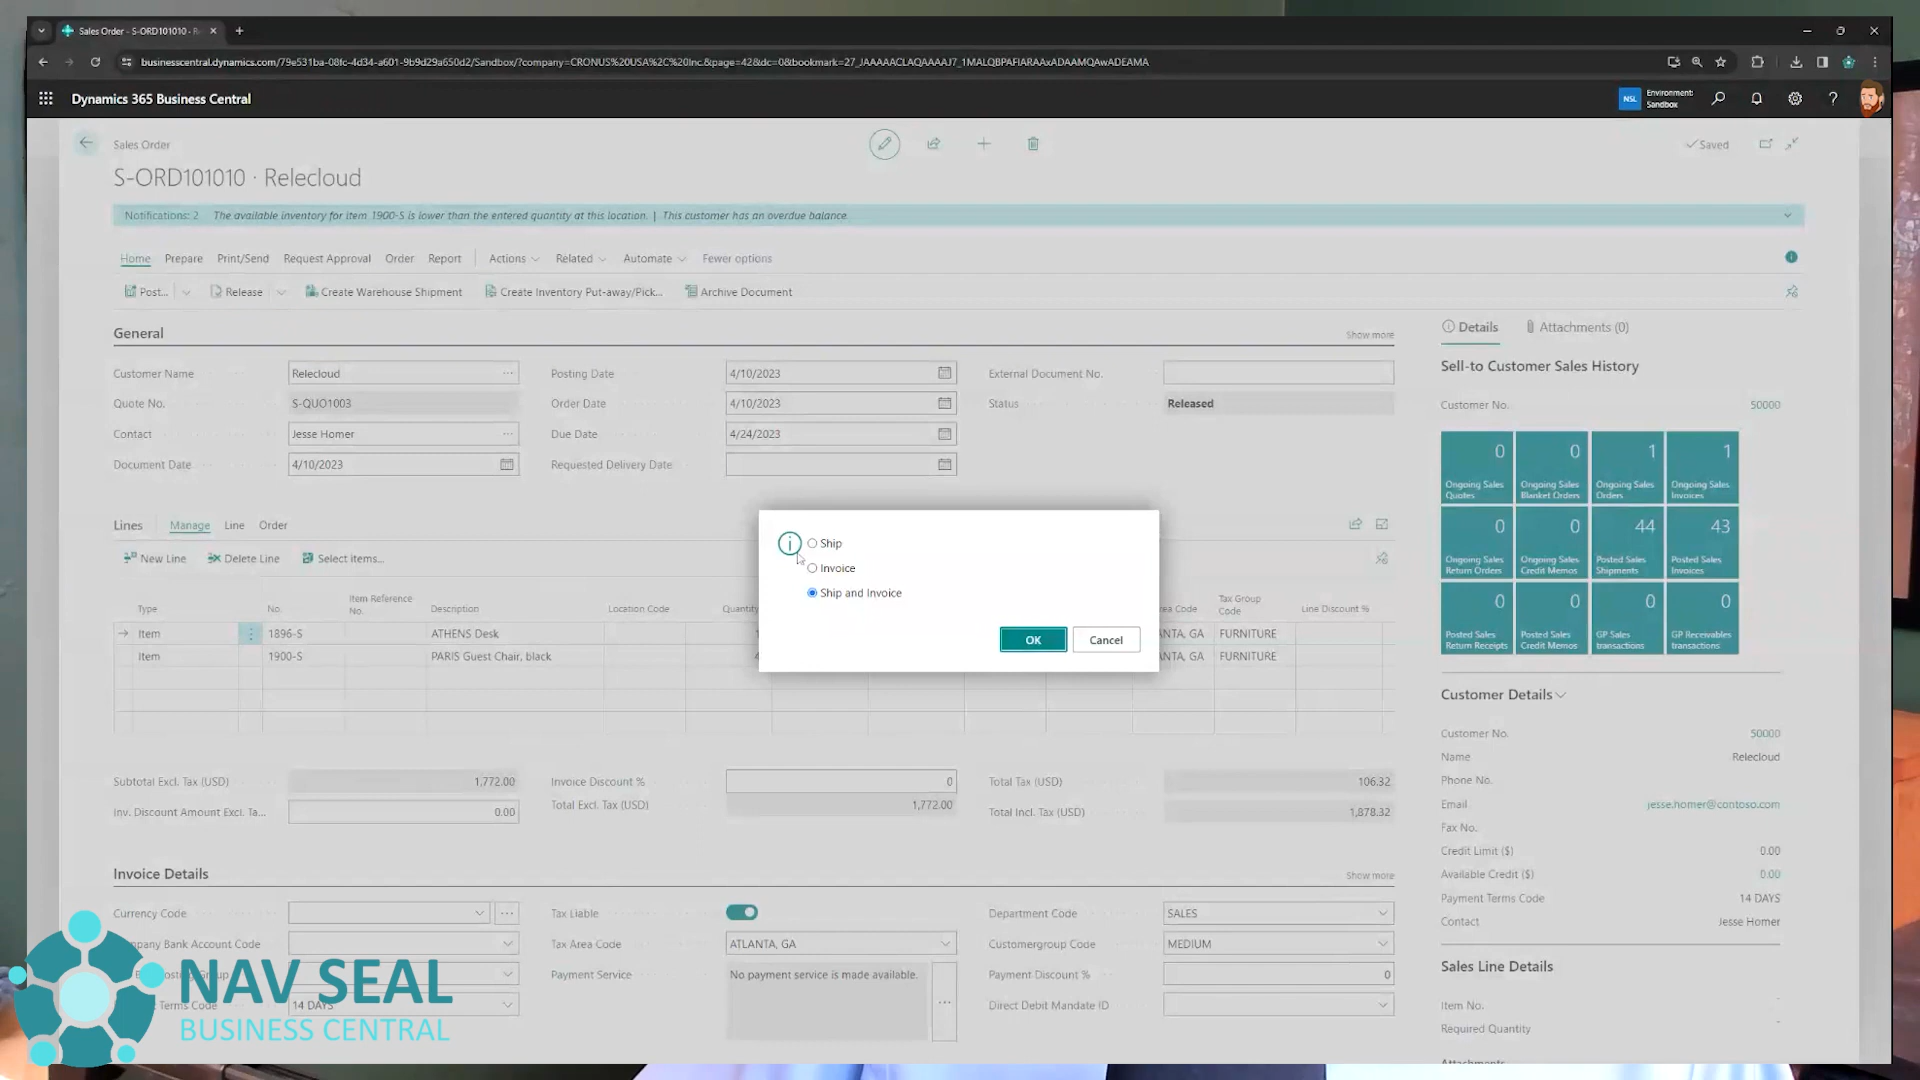 Sales Order - S-ORD101010 - Re
businesscentral.dynamics.com/79e531ba-08fc-4d34-a601-9b9d29a650d2/Sandbox/?company=CRONUS%20USA%2C%20Inc.&page=42&dc=0&bookmark=27_JAAAAACLAQAAAAJ7_1MALQBPAFIARAAxADAAMQAwADEAMA
Dynamics 365 Business Central
NSL
Environment:
Sandbox
?
Sales Order
Saved
S-ORD101010 · Relecloud
Notifications: 2 The available inventory for item 1900-S is lower than the entered quantity at this location. | This customer has an overdue balance.
Home Prepare Print/Send Request Approval Order Report Actions Related Automate Fewer options
Post... Release Create Warehouse Shipment Create Inventory Put-away/Pick... Archive Document
General
Show more
Customer Name Relecloud
Posting Date 4/10/2023
External Document No.
Quote No. S-QUO1003
Order Date 4/10/2023
Status Released
Contact Jesse Homer
Due Date 4/24/2023
Document Date 4/10/2023
Requested Delivery Date
Lines Manage Line Order
New Line Delete Line Select items...
Type No. Item Reference No. Description Location Code Quantity
rea Code Tax Group Code Line Discount %
Item 1896-S ATHENS Desk
NTA, GA FURNITURE
Item 1900-S PARIS Guest Chair, black
NTA, GA FURNITURE
Ship
Invoice
Ship and Invoice
OK Cancel
Subtotal Excl. Tax (USD) 1,772.00
Invoice Discount % 0
Total Tax (USD) 106.32
Inv. Discount Amount Excl. Ta... 0.00
Total Excl. Tax (USD) 1,772.00
Total Incl. Tax (USD) 1,878.32
Invoice Details
Show more
Currency Code
Tax Liable
Department Code SALES
mpany Bank Account Code
Tax Area Code ATLANTA, GA
Customergroup Code MEDIUM
Payment Service No payment service is made available.
Payment Discount % 0
Terms Code 14 DAYS
Direct Debit Mandate ID
Details Attachments (0)
Sell-to Customer Sales History
Customer No. 50000
0 0 1 1
Ongoing Sales Quotes
Ongoing Sales Blanket Orders
Ongoing Sales Orders
Ongoing Sales Invoices
0 0 44 43
Ongoing Sales Return Orders
Ongoing Sales Credit Memos
Posted Sales Shipments
Posted Sales Invoices
0 0 0 0
Posted Sales Return Receipts
Posted Sales Credit Memos
GP Sales transactions
GP Receivables transactions
Customer Details
Customer No. 50000
Name Relecloud
Phone No.
Email jesse.homer@contoso.com
Fax No.
Credit Limit ($) 0.00
Available Credit ($) 0.00
Payment Terms Code 14 DAYS
Contact Jesse Homer
Sales Line Details
Item No.
Required Quantity
NAV SEAL
BUSINESS CENTRAL